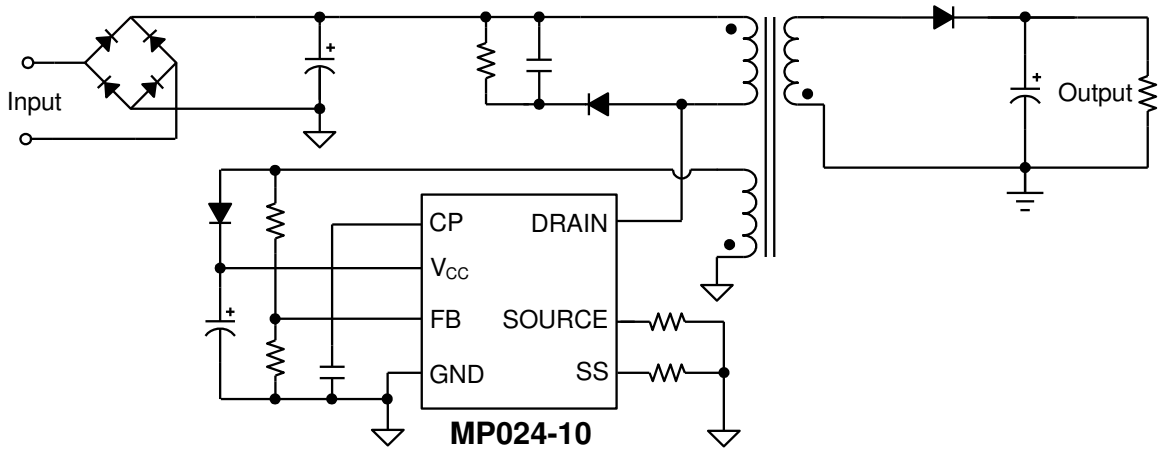 Input
Output
CP
DRAIN
VCC
FB
SOURCE
GND
SS
MP024-10